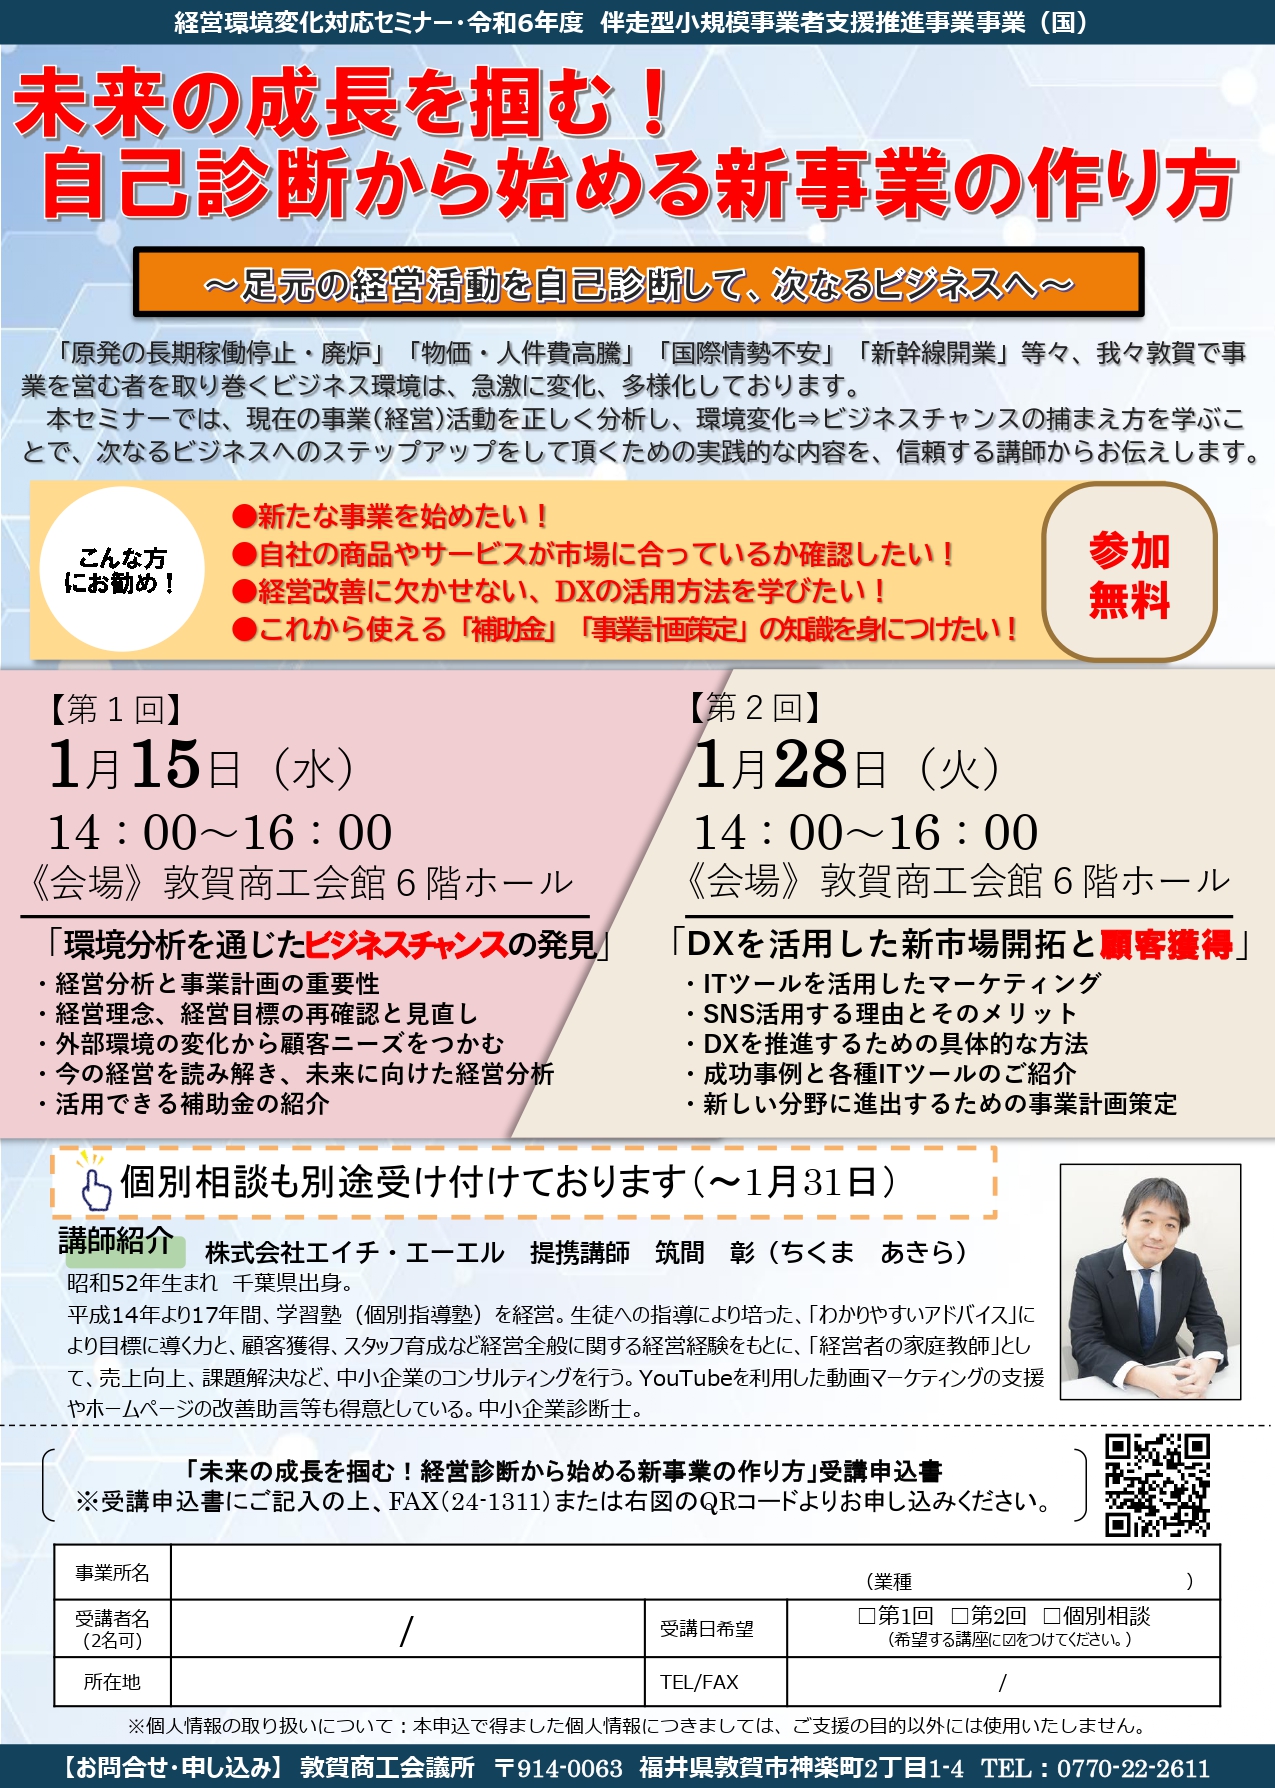 経営環境変化対応セミナー・令和6年度　伴走型小規模事業者支援推進事業事業（国）
未来の成長を掴む！
自己診断から始める新事業の作り方
～足元の経営活動を自己診断して、次なるビジネスへ～
「原発の長期稼働停止・廃炉」「物価・人件費高騰」「国際情勢不安」「新幹線開業」等々、我々敦賀で事
業を営む者を取り巻くビジネス環境は、急激に変化、多様化しております。
本セミナーでは、現在の事業(経営)活動を正しく分析し、環境変化⇒ビジネスチャンスの捕まえ方を学ぶこ
とで、次なるビジネスへのステップアップをして頂くための実践的な内容を、信頼する講師からお伝えします。
こんな方
にお勧め！
●新たな事業を始めたい！
●自社の商品やサービスが市場に合っているか確認したい！
●経営改善に欠かせない、DXの活用方法を学びたい！
●これから使える「補助金」「事業計画策定」の知識を身につけたい！
参加
無料
【第１回】
1月15日（水）
14：00～16：00
《会場》敦賀商工会館６階ホール
「環境分析を通じたビジネスチャンスの発見」
・経営分析と事業計画の重要性
・経営理念、経営目標の再確認と見直し
・外部環境の変化から顧客ニーズをつかむ
・今の経営を読み解き、未来に向けた経営分析
・活用できる補助金の紹介
【第２回】
1月28日（火）
14：00～16：00
《会場》敦賀商工会館６階ホール
「DXを活用した新市場開拓と顧客獲得」
・ITツールを活用したマーケティング
・SNS活用する理由とそのメリット
・DXを推進するための具体的な方法
・成功事例と各種ITツールのご紹介
・新しい分野に進出するための事業計画策定
個別相談も別途受け付けております（～1月31日）
講師紹介
株式会社エイチ・エーエル　提携講師　筑間　彰（ちくま　あきら）
昭和52年生まれ　千葉県出身。
平成14年より17年間、学習塾（個別指導塾）を経営。生徒への指導により培った、「わかりやすいアドバイス」に
より目標に導く力と、顧客獲得、スタッフ育成など経営全般に関する経営経験をもとに、「経営者の家庭教師」とし
て、売上向上、課題解決など、中小企業のコンサルティングを行う。YouTubeを利用した動画マーケティングの支援
やホームページの改善助言等も得意としている。中小企業診断士。
「未来の成長を掴む！経営診断から始める新事業の作り方」受講申込書
※受講申込書にご記入の上、FAX（24-1311）または右図のQRコードよりお申し込みください。
事業所名
（業種　　　　　　　　　　　　　）
受講者名
（2名可）
/
受講日希望
□第1回　□第2回　□個別相談
（希望する講座に☑をつけてください。）
所在地
TEL/FAX
/
※個人情報の取り扱いについて：本申込で得ました個人情報につきましては、ご支援の目的以外には使用いたしません。
【お問合せ・申し込み】 敦賀商工会議所　〒914-0063　福井県敦賀市神楽町2丁目1-4　TEL：0770-22-2611